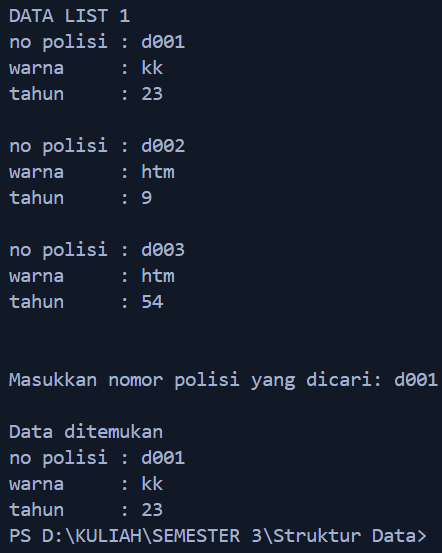 DATA LIST 1
no polisi : d001
warna     : kk
tahun     : 23
no polisi : d002
warna     : htm
tahun     : 9
no polisi : d003
warna     : htm
tahun     : 54
Masukkan nomor polisi yang dicari: d001
Data ditemukan
no polisi : d001
warna     : kk
tahun     : 23
PS D:\KULIAH\SEMESTER 3\Struktur Data>